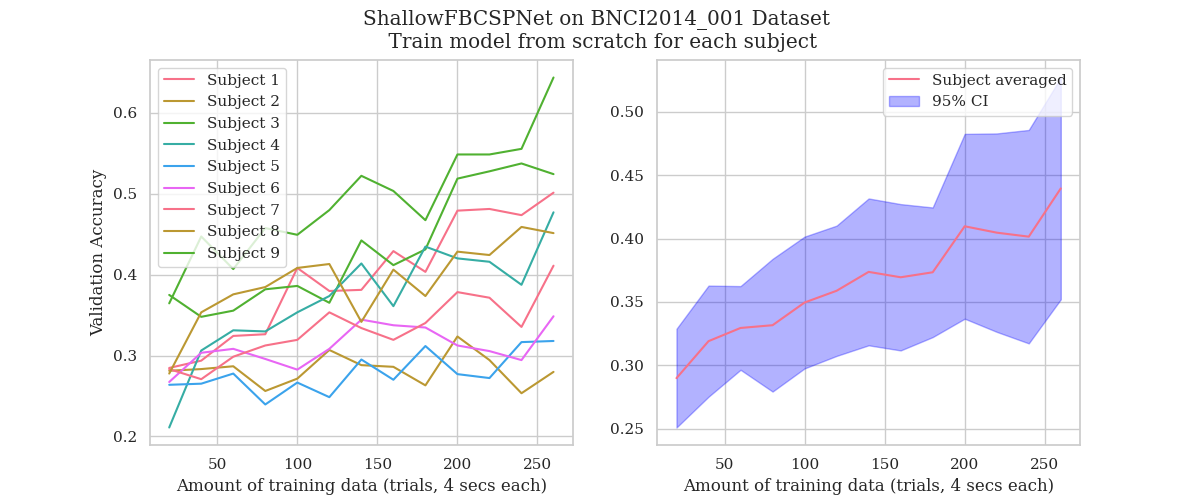 ShallowFBCSPNet on BNCI2014_001 Dataset
Train model from scratch for each subject
Subject 1
Subject 2
Subject 3
Subject 4
Subject 5
Subject 6
Subject 7
Subject 8
Subject 9
Validation Accuracy
0.6
0.5
0.4
0.3
0.2
50 100 150 200 250
Amount of training data (trials, 4 secs each)
Subject averaged
95% CI
0.50
0.45
0.40
0.35
0.30
0.25
50 100 150 200 250
Amount of training data (trials, 4 secs each)